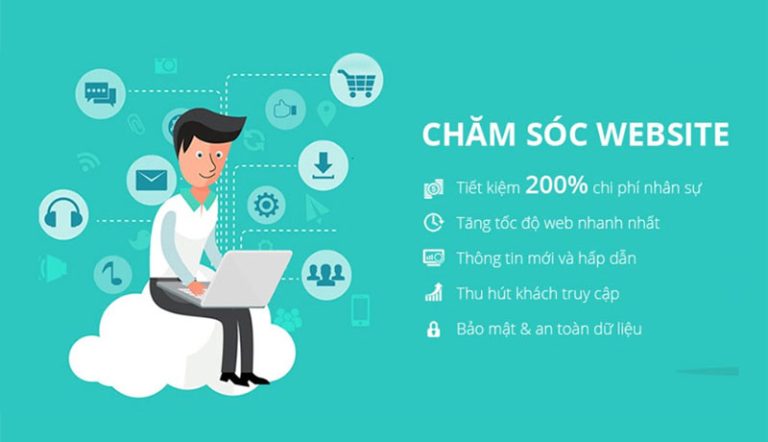 CHĂM SÓC WEBSITE
Tiết kiệm 200% chi phí nhân sự
Tăng tốc độ web nhanh nhất
Thông tin mới và hấp dẫn
Thu hút khách truy cập
Bảo mật & an toàn dữ liệu